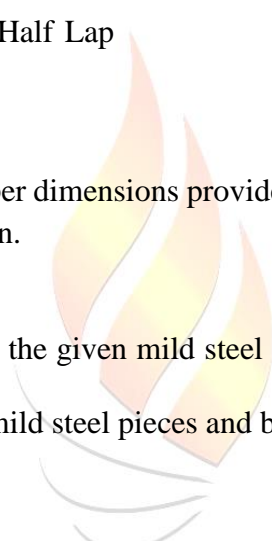 Half Lap
per dimensions provide
n.
the given mild steel
mild steel pieces and b